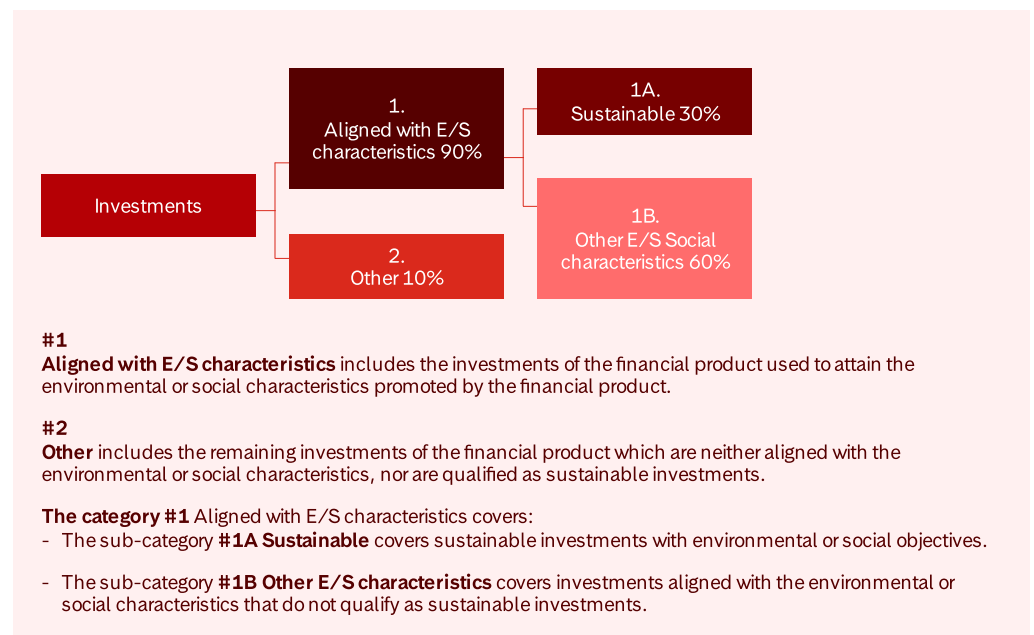 1.
Aligned with E/S
characteristics 90%
1A.
Sustainable 30%
Investments
1B.
Other E/S Social
characteristics 60%
2.
Other 10%
#1
Aligned with E/S characteristics includes the investments of the financial product used to attain the
environmental or social characteristics promoted by the financial product.
#2
Other includes the remaining investments of the financial product which are neither aligned with the
environmental or social characteristics, nor are qualified as sustainable investments.
The category #1 Aligned with E/S characteristics covers:
- The sub-category #1A Sustainable covers sustainable investments with environmental or social objectives.
- The sub-category #1B Other E/S characteristics covers investments aligned with the environmental or
social characteristics that do not qualify as sustainable investments.